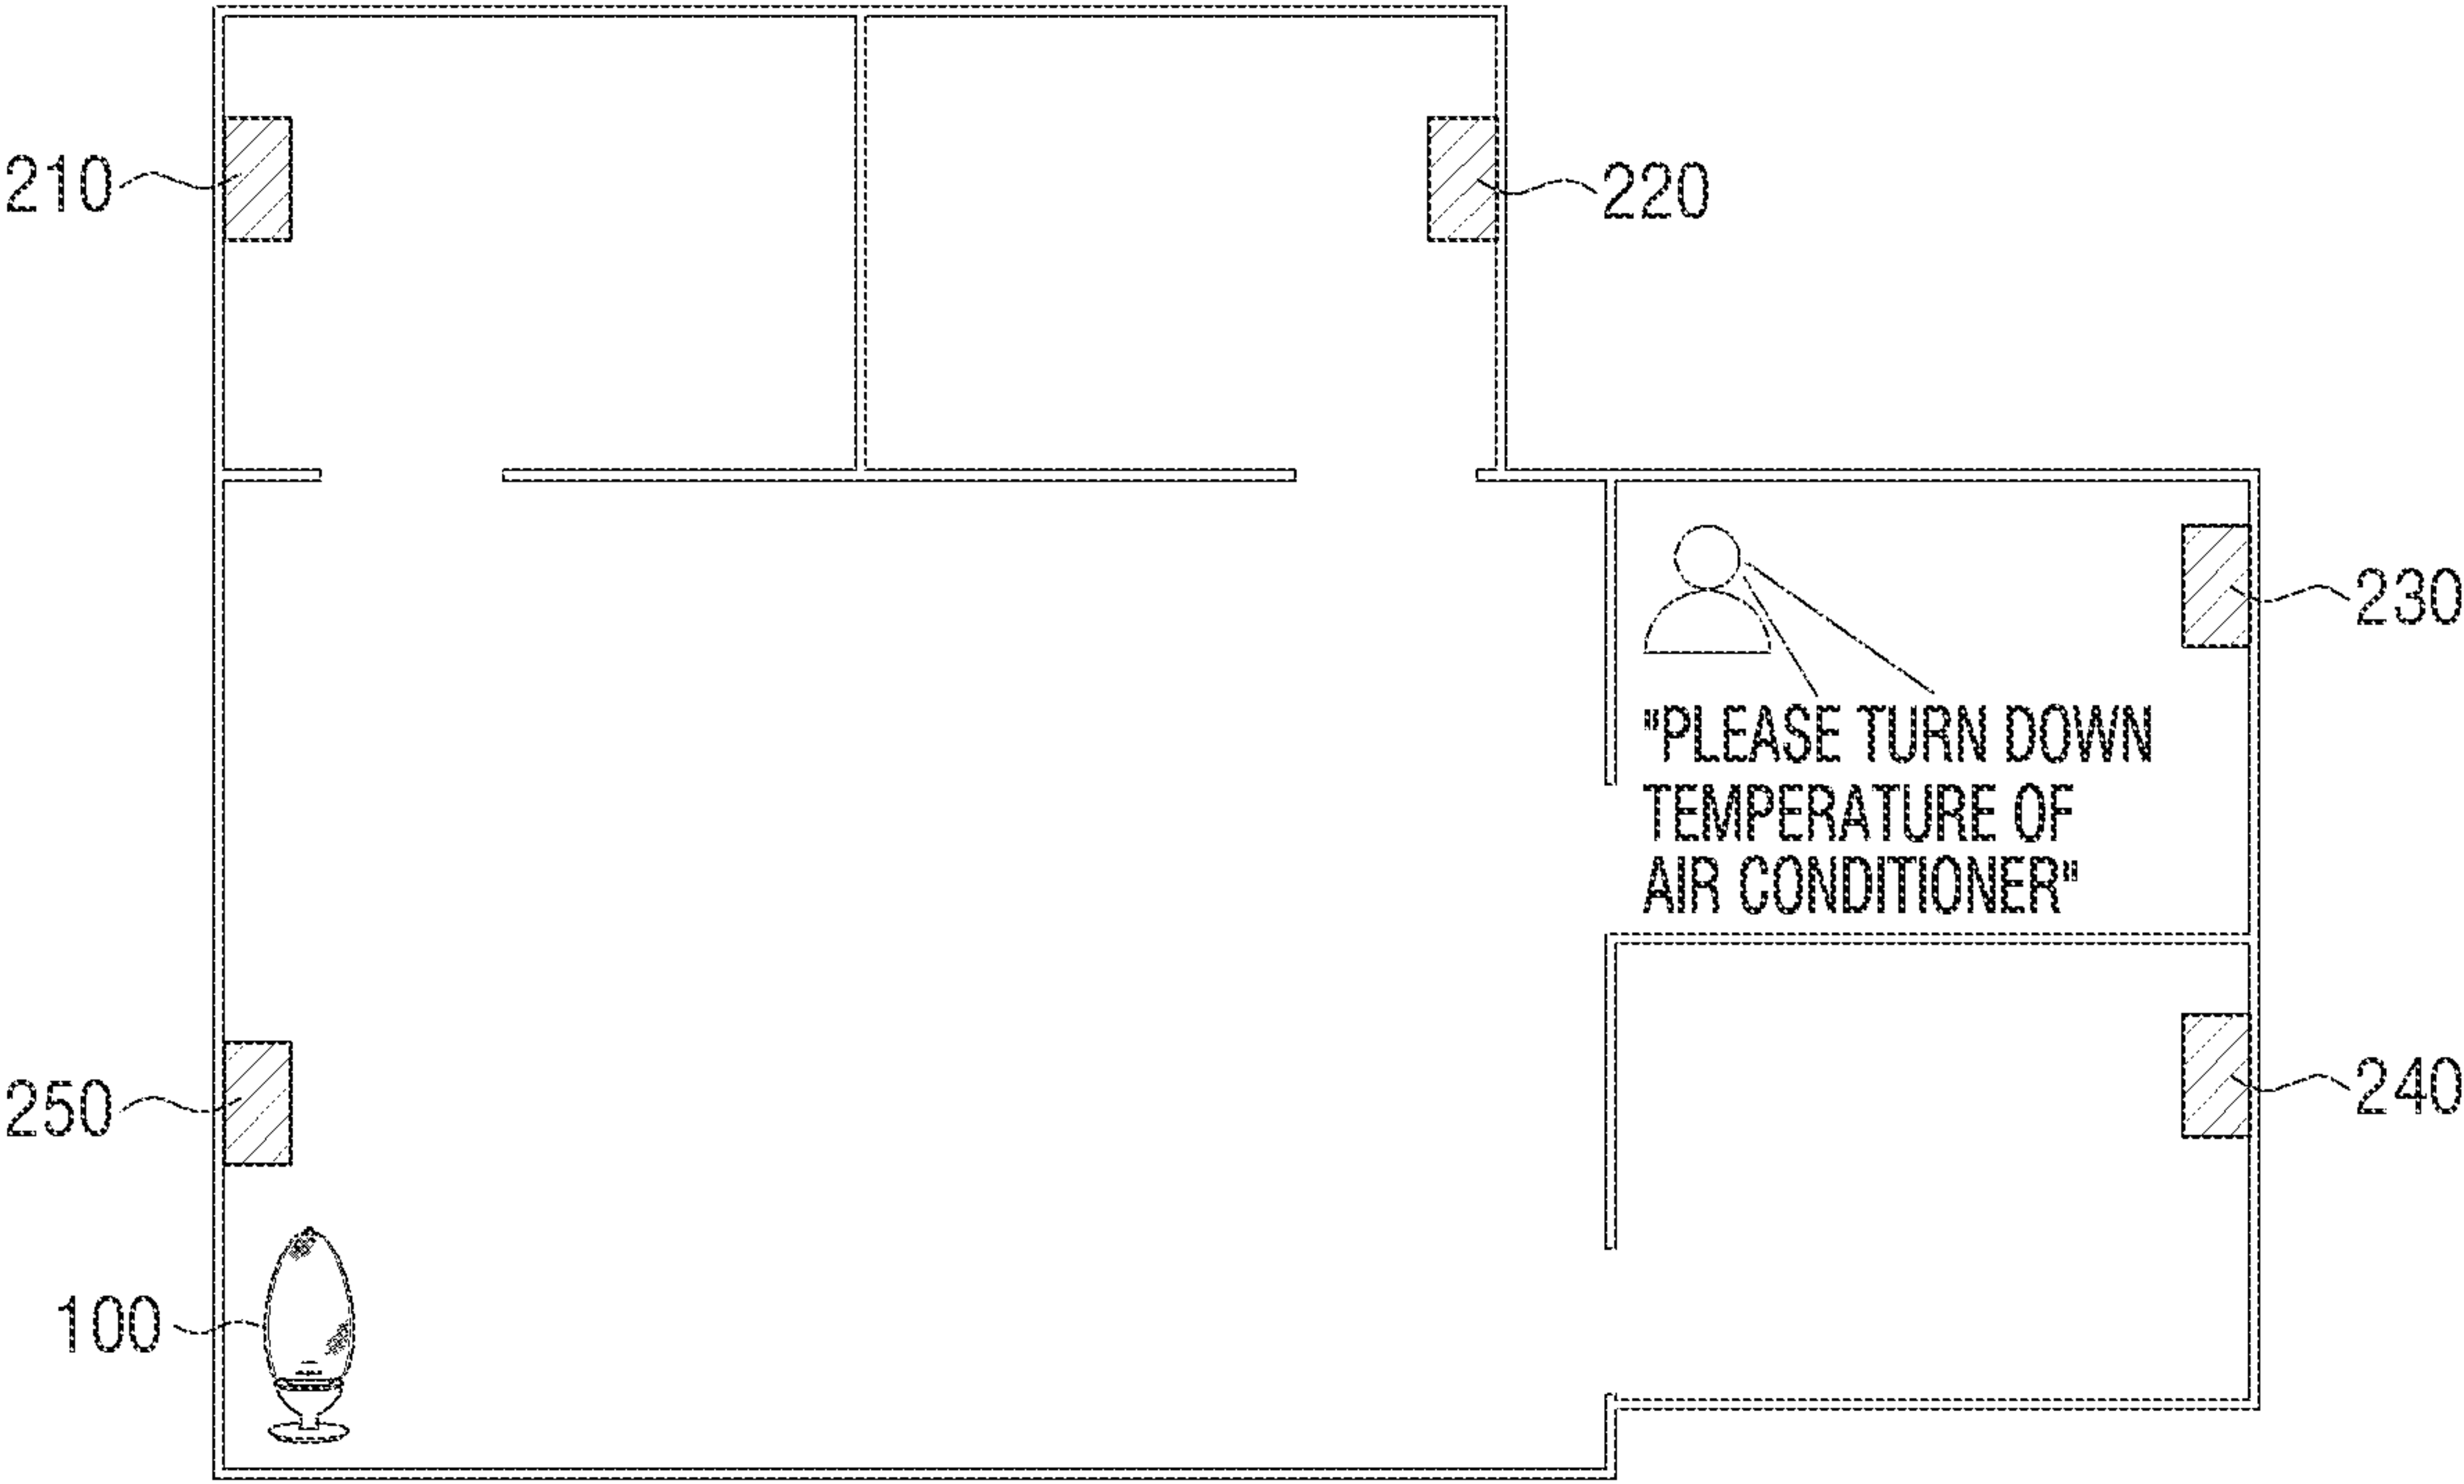 210
220
230
"PLEASE TURN DOWN
TEMPERATURE OF
AIR CONDITIONER"
250
240
100